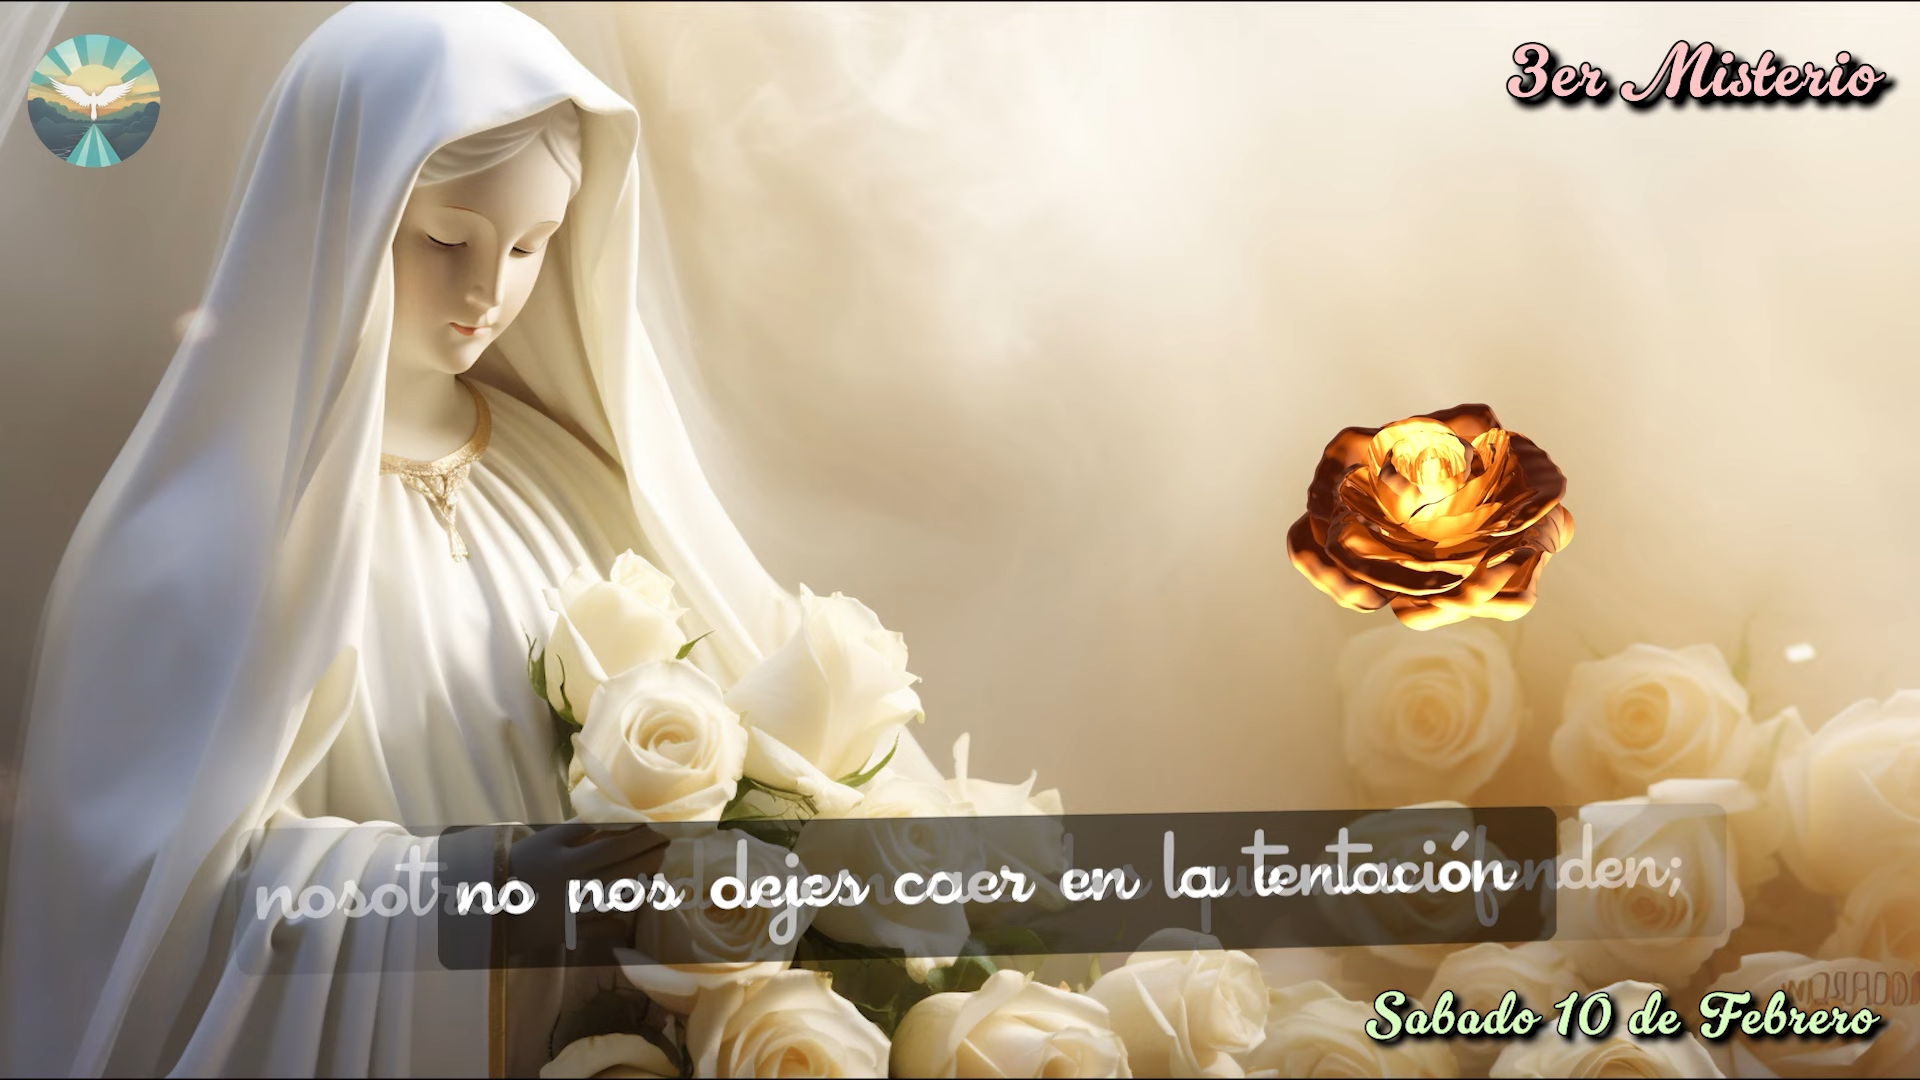 3er Misterio
no nos dejes caer en la tentación
Sabado 10 de Febrero